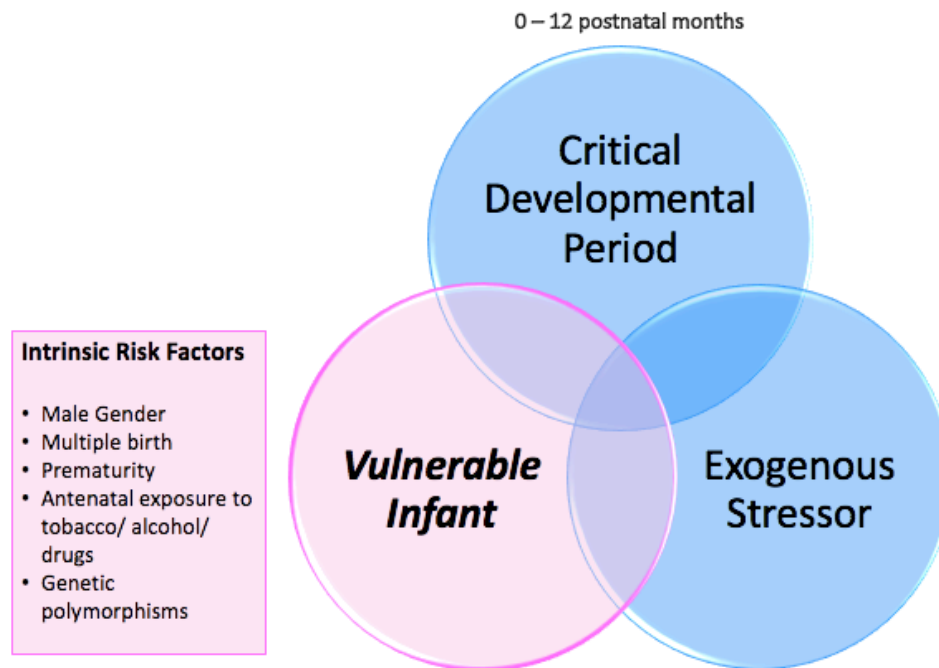 0 – 12 postnatal months
Critical
Developmental
Period
Intrinsic Risk Factors
• Male Gender
• Multiple birth
• Prematurity
• Antenatal exposure to
tobacco/ alcohol/
drugs
• Genetic
polymorphisms
Vulnerable
Infant
Exogenous
Stressor